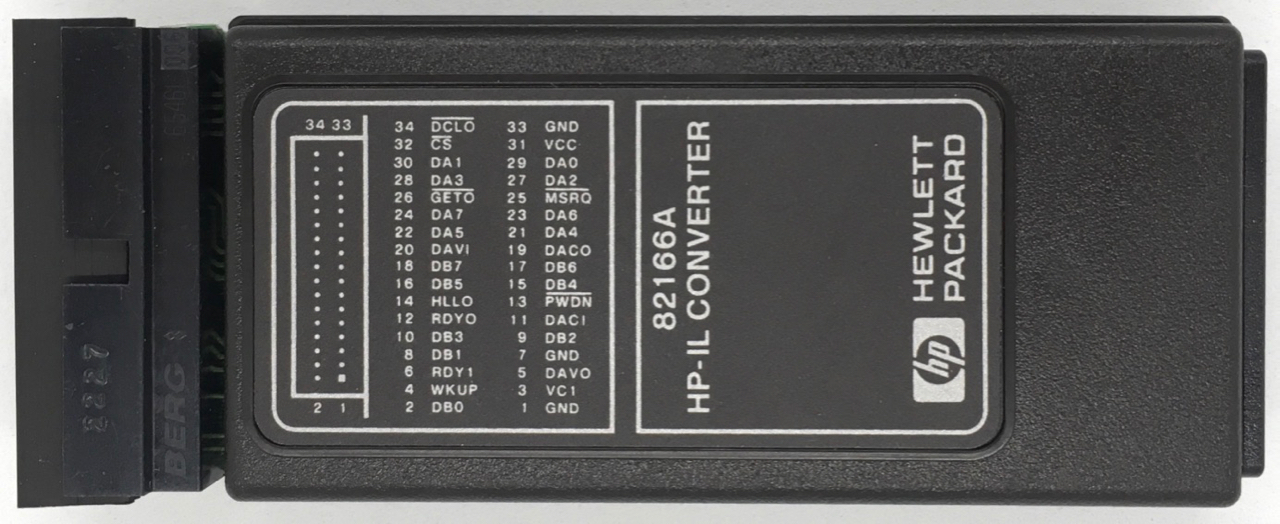 34 33
34 DCLO 33 GND
32 CS 31 VCC
30 DA1 29 DA0
28 DA3 27 DA2
26 GETO 25 MSRQ
24 DA7 23 DA6
22 DA5 21 DA4
20 DAVI 19 DACO
18 DB7 17 DB6
16 DB5 15 DB4
14 HLLO 13 PWDN
12 RDYO 11 DACI
10 DB3 9 DB2
8 DB1 7 GND
6 RDY1 5 DAVO
4 WKUP 3 VC1
2 DB0 1 GND
2 1
82166A
HP-IL CONVERTER
hp
HEWLETT
PACKARD
BERG
2227